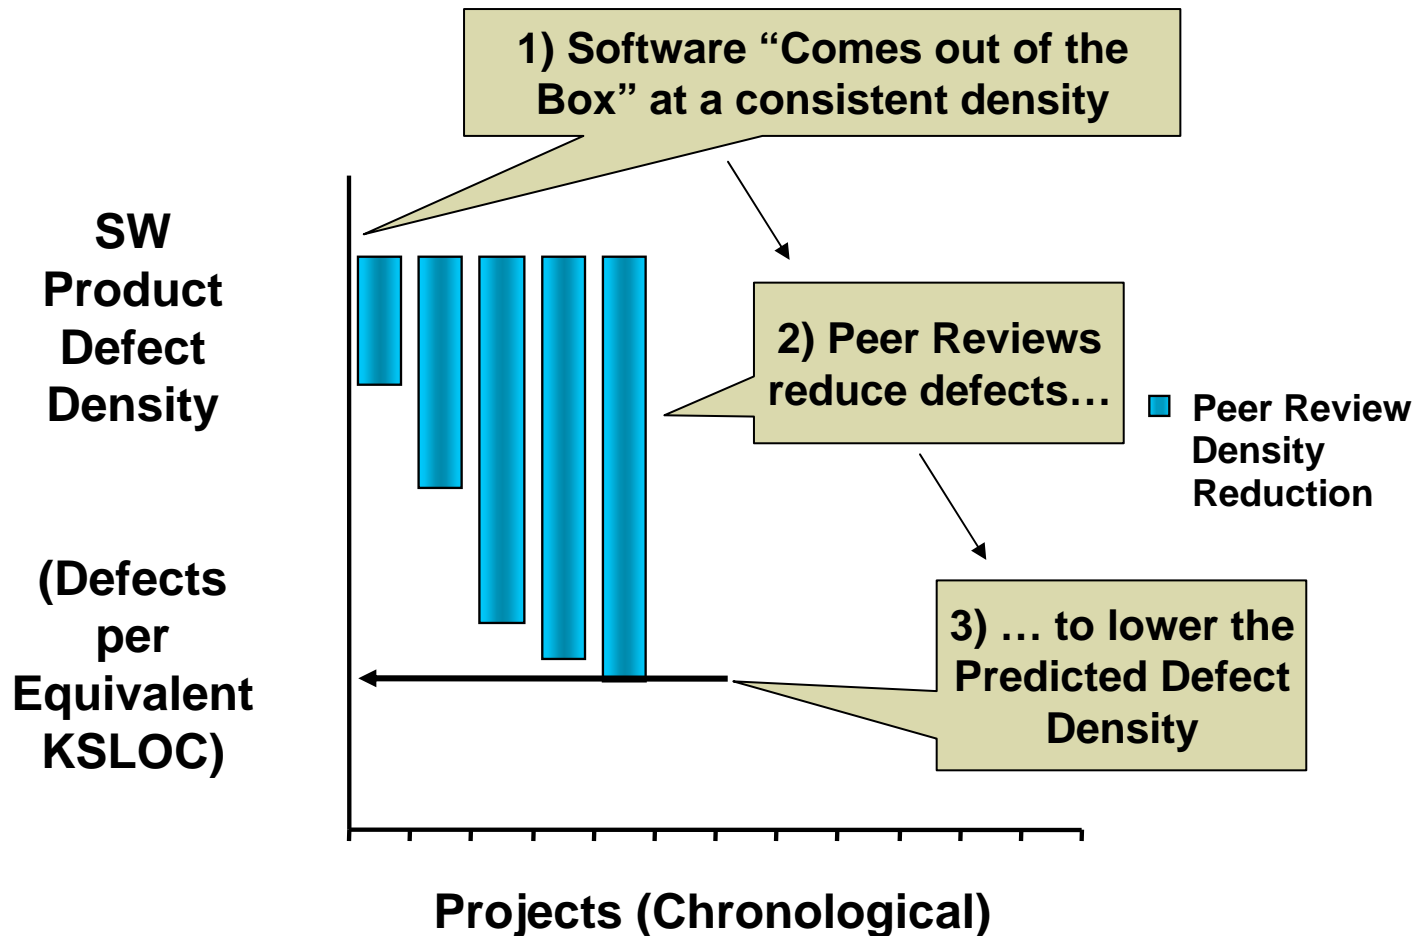 1) Software “Comes out of the
Box” at a consistent density
SW
Product
Defect
Density
(Defects
per
Equivalent
KSLOC)
2) Peer Reviews
reduce defects…
Peer Review
Density
Reduction
3) … to lower the
Predicted Defect
Density
Projects (Chronological)